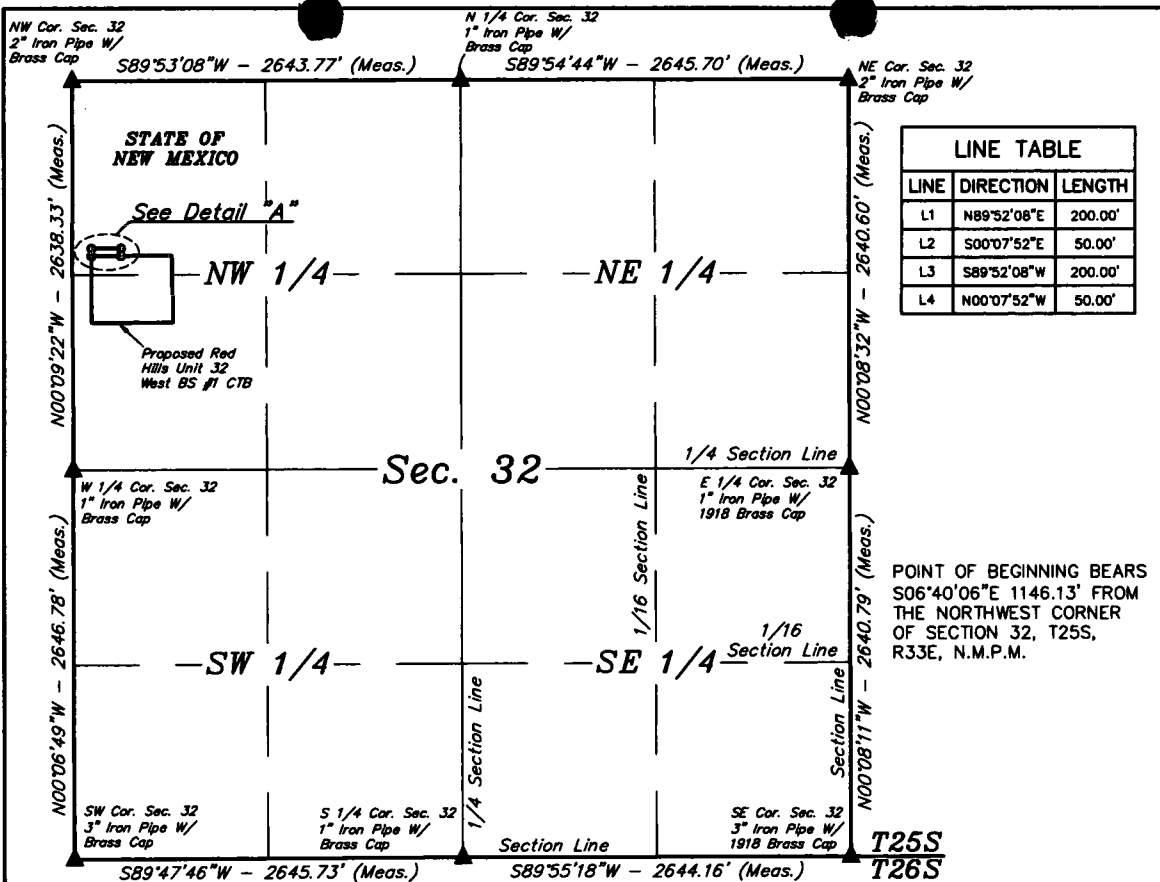 NW Cor. Sec. 32
2" Iron Pipe W/
Brass Cap
N 1/4 Cor. Sec. 32
1" Iron Pipe W/
Brass Cap
S89°53'08"W - 2643.77' (Meas.)
S89°54'44"W - 2645.70' (Meas.)
NE Cor. Sec. 32
2" Iron Pipe W/
Brass Cap
STATE OF
NEW MEXICO
See Detail "A"
N00°09'22"W - 2638.33' (Meas.)
NW 1/4
NE 1/4
N00°08'32"W - 2640.60' (Meas.)
LINE TABLE
LINE DIRECTION LENGTH
L1 N89°52'08"E 200.00'
L2 S00°07'52"E 50.00'
L3 S89°52'08"W 200.00'
L4 N00°07'52"W 50.00'
Proposed Red
Hills Unit 32
West BS #1 CTB
Sec. 32
1/4 Section Line
W 1/4 Cor. Sec. 32
1" Iron Pipe W/
Brass Cap
E 1/4 Cor. Sec. 32
1" Iron Pipe W/
1918 Brass Cap
1/16 Section Line
N00°06'49"W - 2646.78' (Meas.)
SW 1/4
SE 1/4
1/16
Section Line
N00°08'11"W - 2640.79' (Meas.)
POINT OF BEGINNING BEARS
S06°40'06"E 1146.13' FROM
THE NORTHWEST CORNER
OF SECTION 32, T25S,
R33E, N.M.P.M.
1/4 Section Line
Section Line
SW Cor. Sec. 32
3" Iron Pipe W/
Brass Cap
S 1/4 Cor. Sec. 32
1" Iron Pipe W/
Brass Cap
Section Line
SE Cor. Sec. 32
3" Iron Pipe W/
1918 Brass Cap
T25S
T26S
S89°47'46"W - 2645.73' (Meas.)
S89°55'18"W - 2644.16' (Meas.)